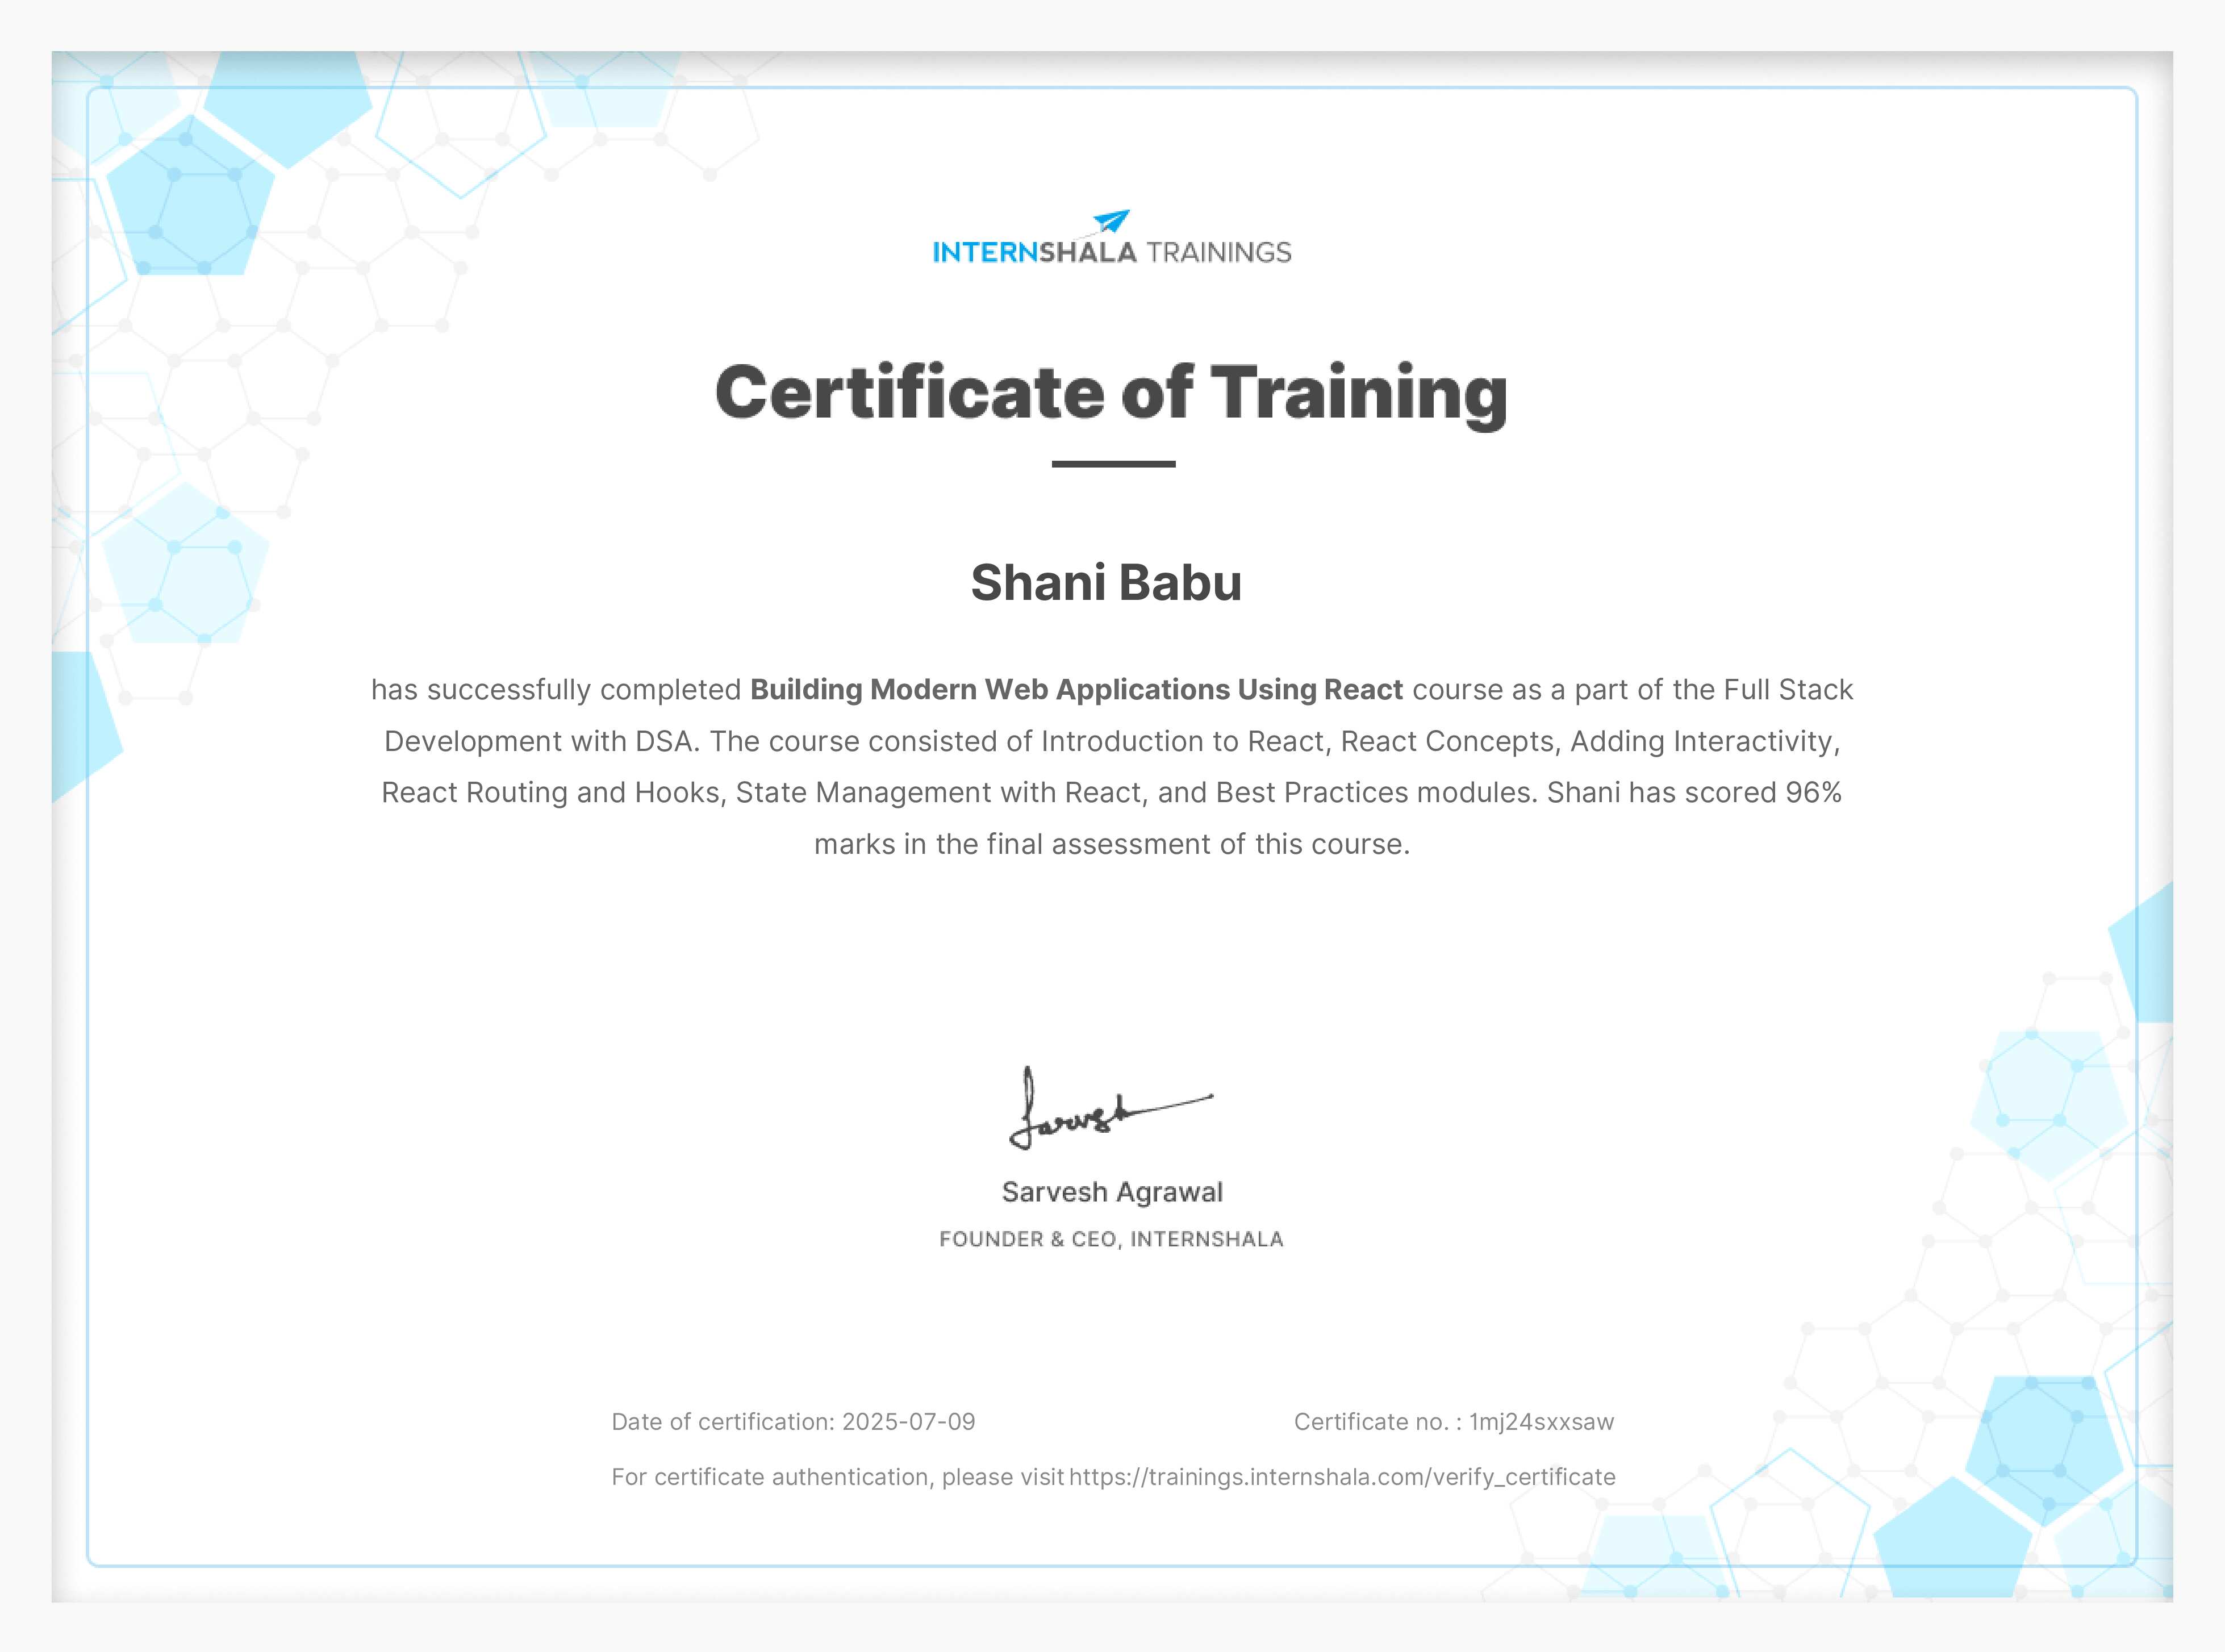 INTERNSHALA TRAININGS
Certificate of Training
Shani Babu
has successfully completed Building Modern Web Applications Using React course as a part of the Full Stack
Development with DSA. The course consisted of Introduction to React, React Concepts, Adding Interactivity,
React Routing and Hooks, State Management with React, and Best Practices modules. Shani has scored 96%
marks in the final assessment of this course.
Sarvesh
Sarvesh Agrawal
FOUNDER & CEO, INTERNSHALA
Date of certification: 2025-07-09 Certificate no. : 1mj24sxxsaw
For certificate authentication, please visit https://trainings.internshala.com/verify_certificate